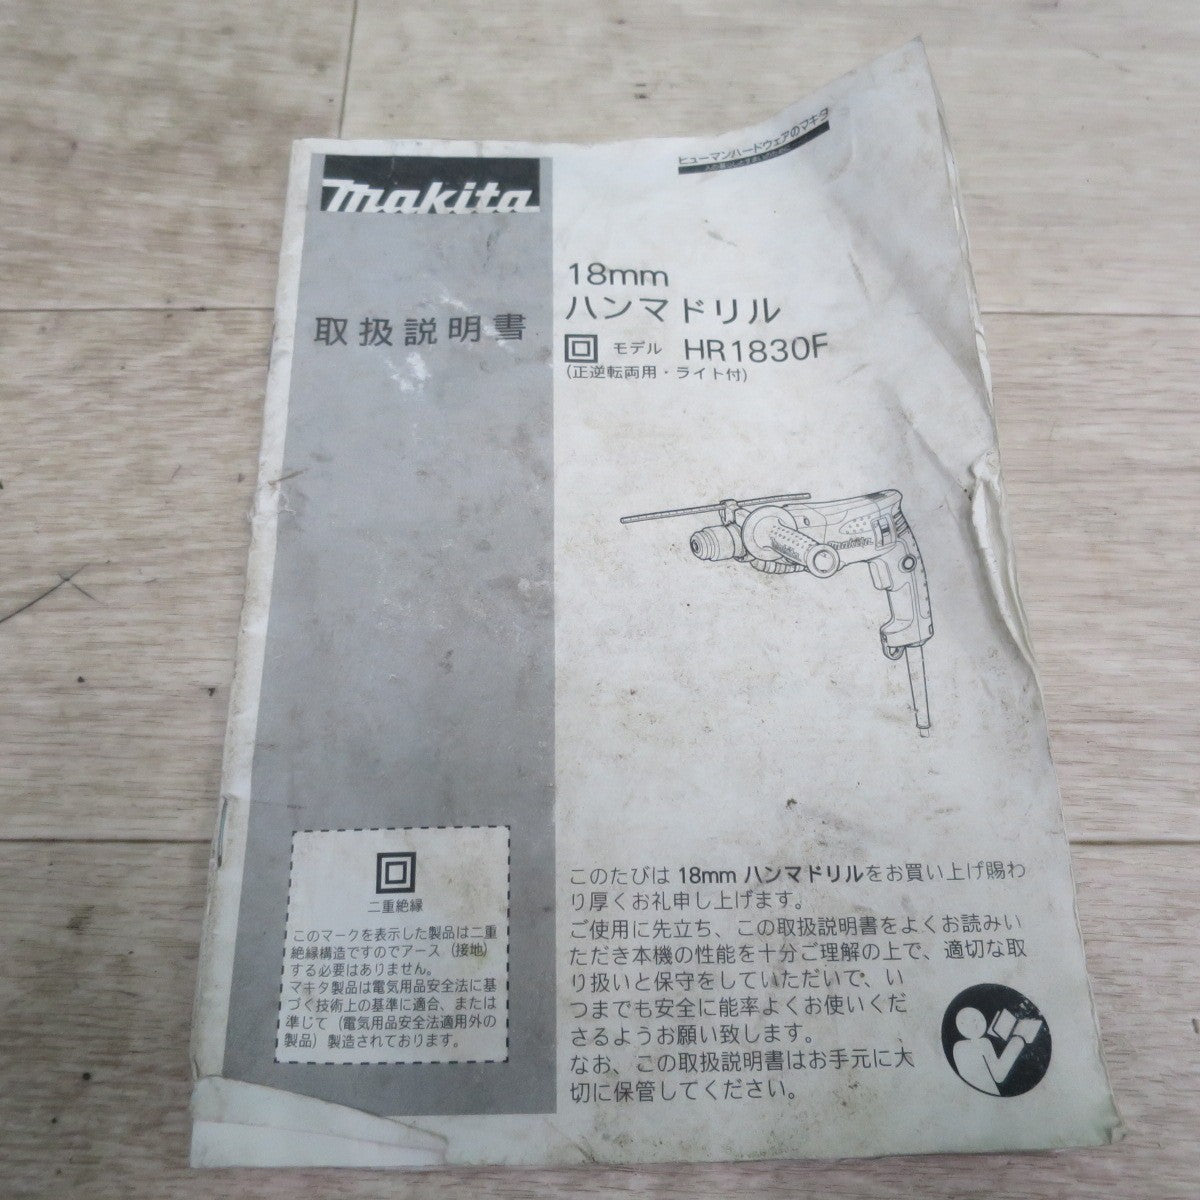 makita
ヒューマンハードウェアのマキタ
取扱説明書
18mm
ハンマドリル
モデル HR1830F
(正逆転両用・ライト付)
makita
二重絶縁
このマークを表示した製品は二重
絶縁構造ですのでアース（接地）
する必要はありません。
マキタ製品は電気用品安全法に基
づく技術上の基準に適合、または
準じて（電気用品安全法適用外の
製品）製造されております。
このたびは 18mm ハンマドリルをお買い上げ賜わ
り厚くお礼申し上げます。
ご使用に先立ち、この取扱説明書をよくお読みい
ただき本機の性能を十分ご理解の上で、適切な取
り扱いと保守をしていただいて、い
つまでも安全に能率よくお使いくだ
さるようお願い致します。
なお、この取扱説明書はお手元に大
切に保管してください。